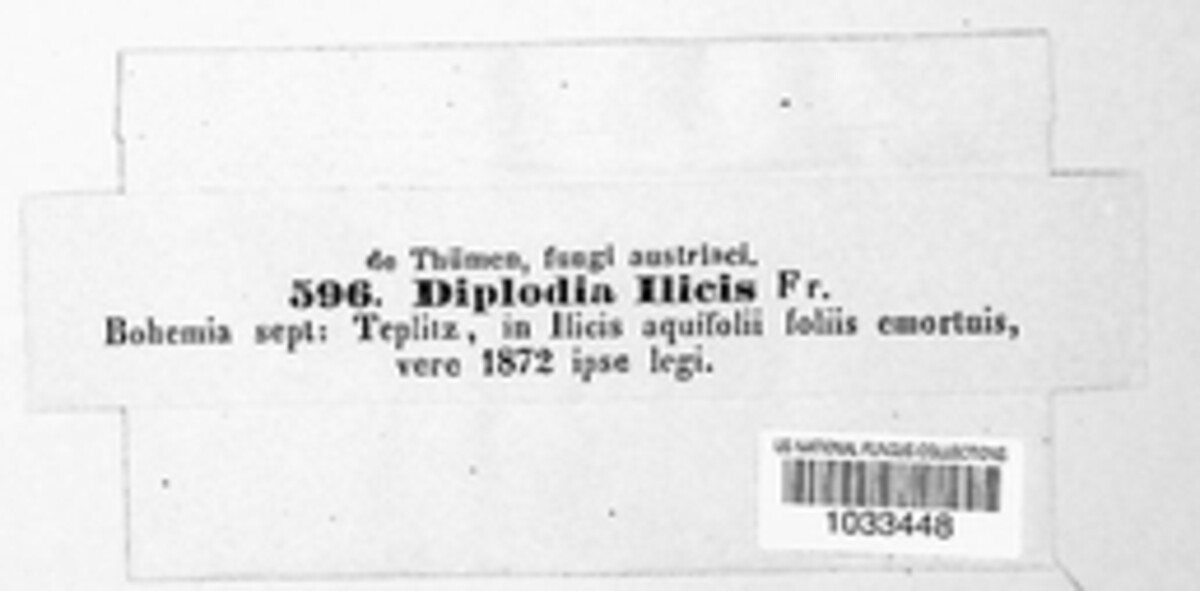 de Thümen, fungi austriaci.
596. Diplodia Ilicis Fr.
Bohemia sept: Teplitz, in Ilicis aquifolii foliis emortuis,
vere 1872 ipse legi.
US NATIONAL FUNGUS COLLECTIONS
1033448